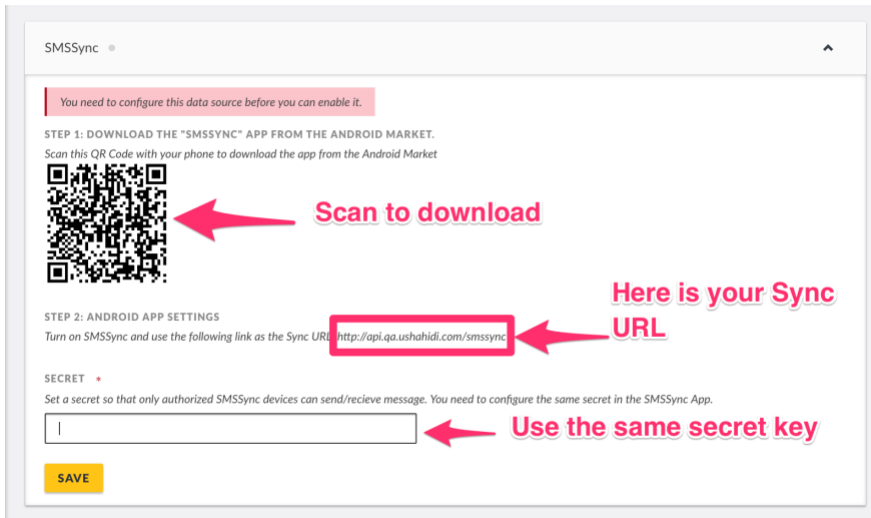 SMSSync
You need to configure this data source before you can enable it.
STEP 1: DOWNLOAD THE "SMSSYNC" APP FROM THE ANDROID MARKET.
Scan this QR Code with your phone to download the app from the Android Market
Scan to download
Here is your Sync
URL
STEP 2: ANDROID APP SETTINGS
Turn on SMSSync and use the following link as the Sync URL http://api.qa.ushahidi.com/smssync
SECRET *
Set a secret so that only authorized SMSSync devices can send/recieve message. You need to configure the same secret in the SMSSync App.
Use the same secret key
SAVE